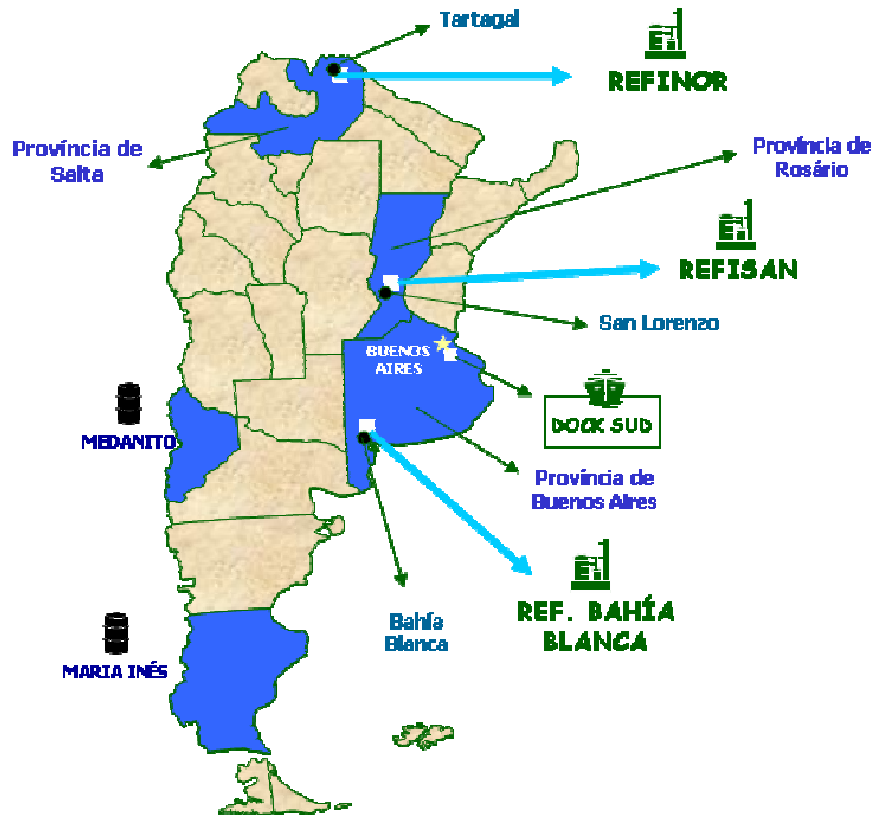 Tartagal
REFINOR
Província de
Salta
Província de
Rosário
REFISAN
San Lorenzo
BUENOS
AIRES
MEDANITO
DOCK SUD
Província de
Buenos Aires
REF. BAHÍA
BLANCA
Bahía
Blanca
MARIA INÉS